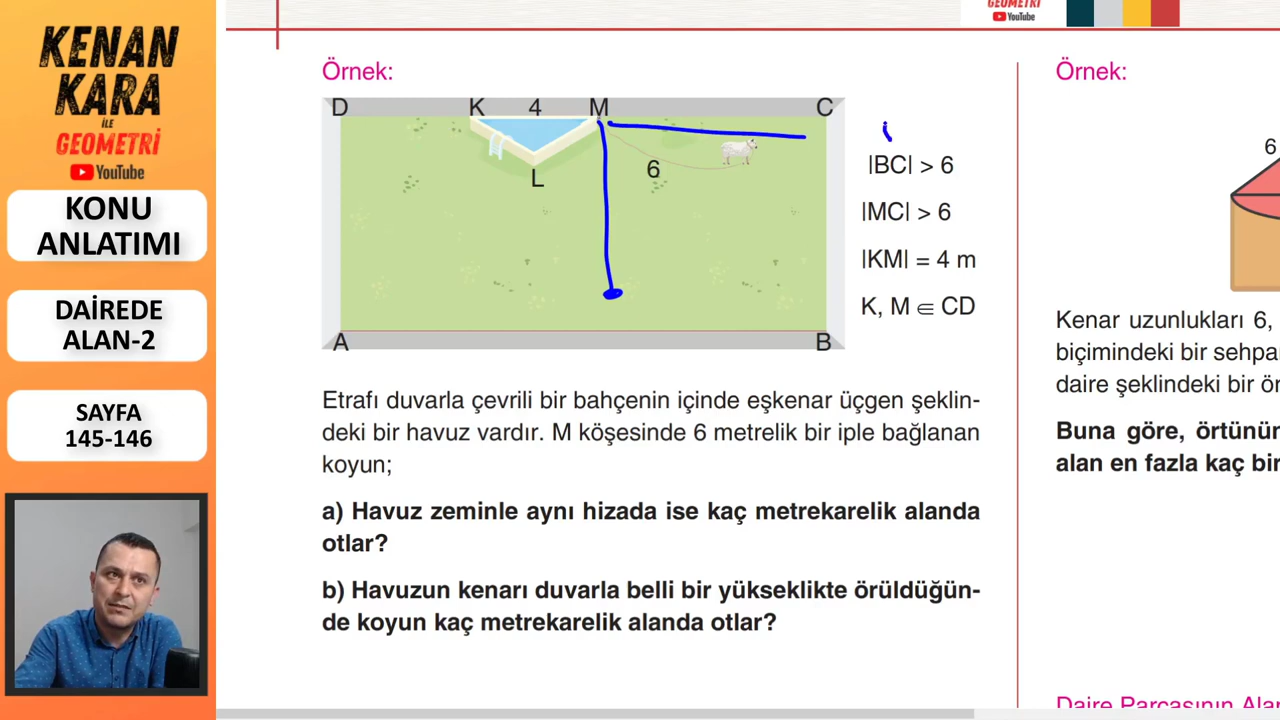 KENAN
KARA
İLE
GEOMETRİ
YouTube
KONU
ANLATIMI
DAİREDE
ALAN-2
SAYFA
145-146
GEOMETRİ
YouTube
Örnek:
D K 4 M C
L
6
A B
|BC| > 6
|MC| > 6
|KM| = 4 m
K, M ∈ CD
Etrafı duvarla çevrili bir bahçenin içinde eşkenar üçgen şeklin-
deki bir havuz vardır. M köşesinde 6 metrelik bir iple bağlanan
koyun;
a) Havuz zeminle aynı hizada ise kaç metrekarelik alanda
otlar?
b) Havuzun kenarı duvarla belli bir yükseklikte örüldüğün-
de koyun kaç metrekarelik alanda otlar?
Örnek:
6
Kenar uzunlukları 6,
biçimindeki bir sehpa
daire şeklindeki bir ör
Buna göre, örtünün
alan en fazla kaç bir
Daire Parçasının Alan